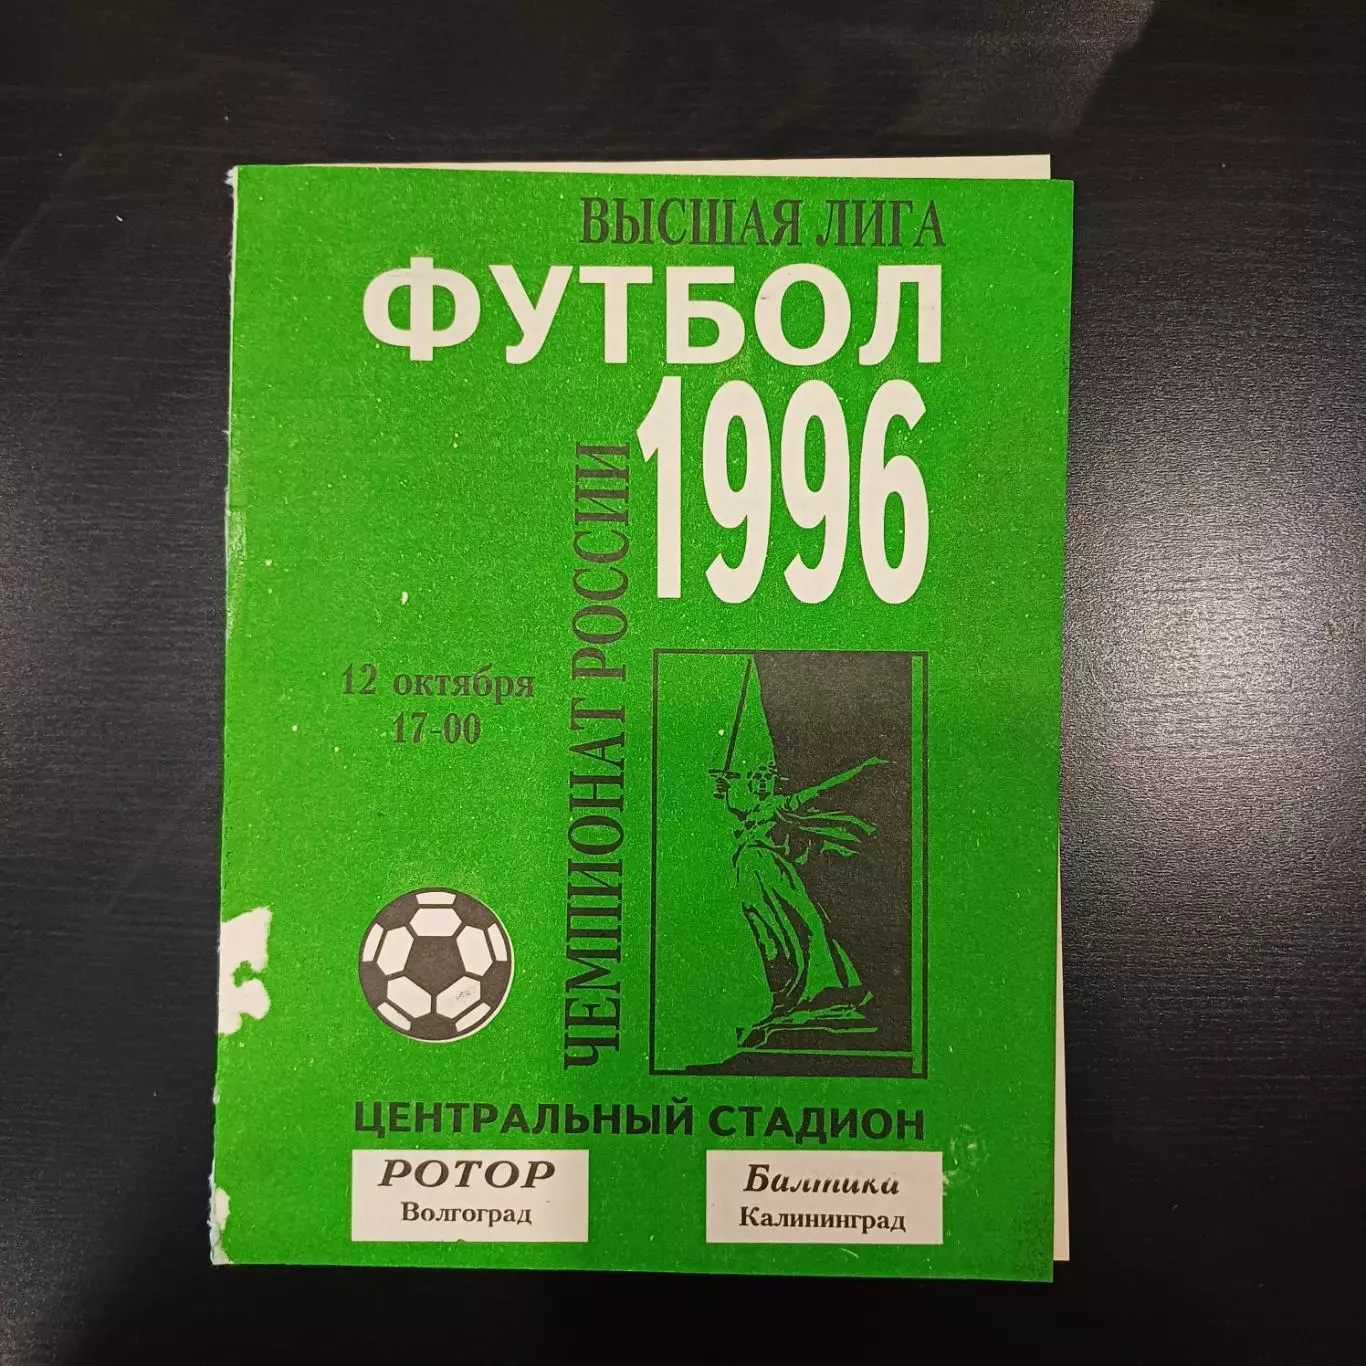 ВЫСШАЯ ЛИГА
ФУТБОЛ
1996
ЧЕМПИОНАТ РОССИИ
12 октября
17-00
ЦЕНТРАЛЬНЫЙ СТАДИОН
РОТОР
Волгоград
Балтика
Калининград